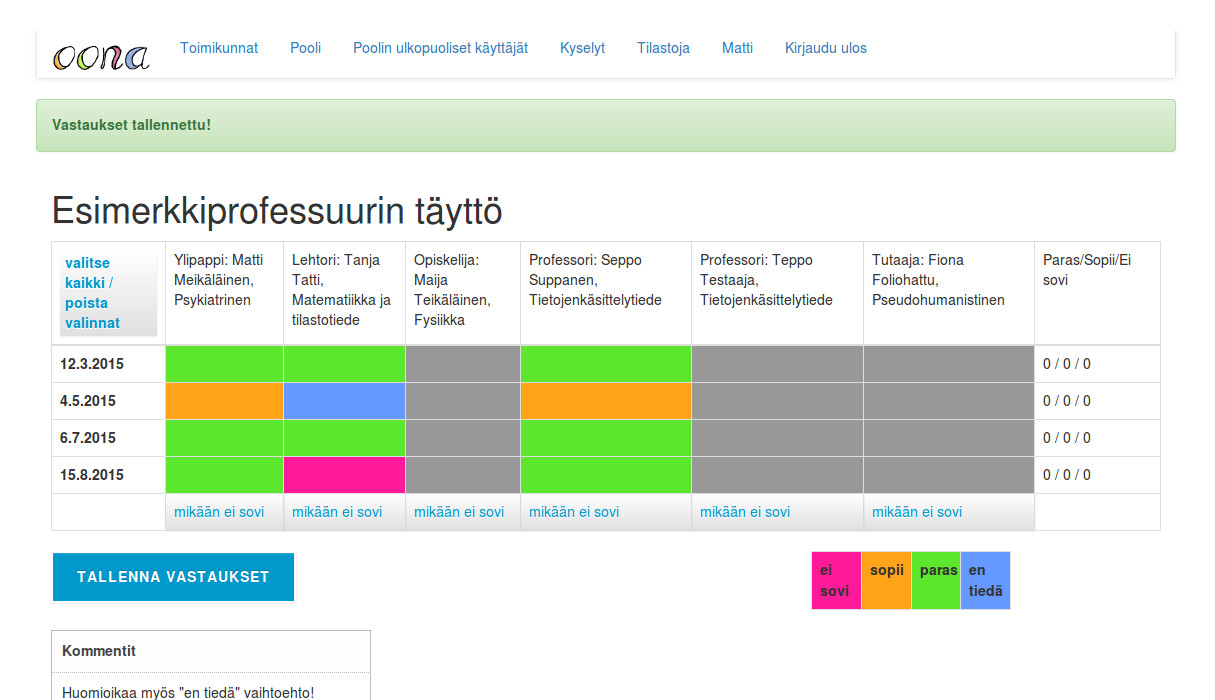 oona
Toimikunnat Pooli Poolin ulkopuoliset käyttäjät Kyselyt Tilastoja Matti Kirjaudu ulos
Vastaukset tallennettu!
Esimerkkiprofessuurin täyttö
valitse
kaikki /
poista
valinnat
Ylipappi: Matti
Meikäläinen,
Psykiatrinen
Lehtori: Tanja
Tatti,
Matematiikka ja
tilastotiede
Opiskelija:
Maija
Teikäläinen,
Fysiikka
Professori: Seppo
Suppanen,
Tietojenkäsittelytiede
Professori: Teppo
Testaaja,
Tietojenkäsittelytiede
Tutaaja: Fiona
Foliohattu,
Pseudohumanistinen
Paras/Sopii/Ei
sovi
12.3.2015 0 / 0 / 0
4.5.2015 0 / 0 / 0
6.7.2015 0 / 0 / 0
15.8.2015 0 / 0 / 0
mikään ei sovi mikään ei sovi mikään ei sovi mikään ei sovi mikään ei sovi mikään ei sovi
TALLENNA VASTAUKSET
ei
sovi
sopii
paras
en
tiedä
Kommentit
Huomioikaa myös "en tiedä" vaihtoehto!